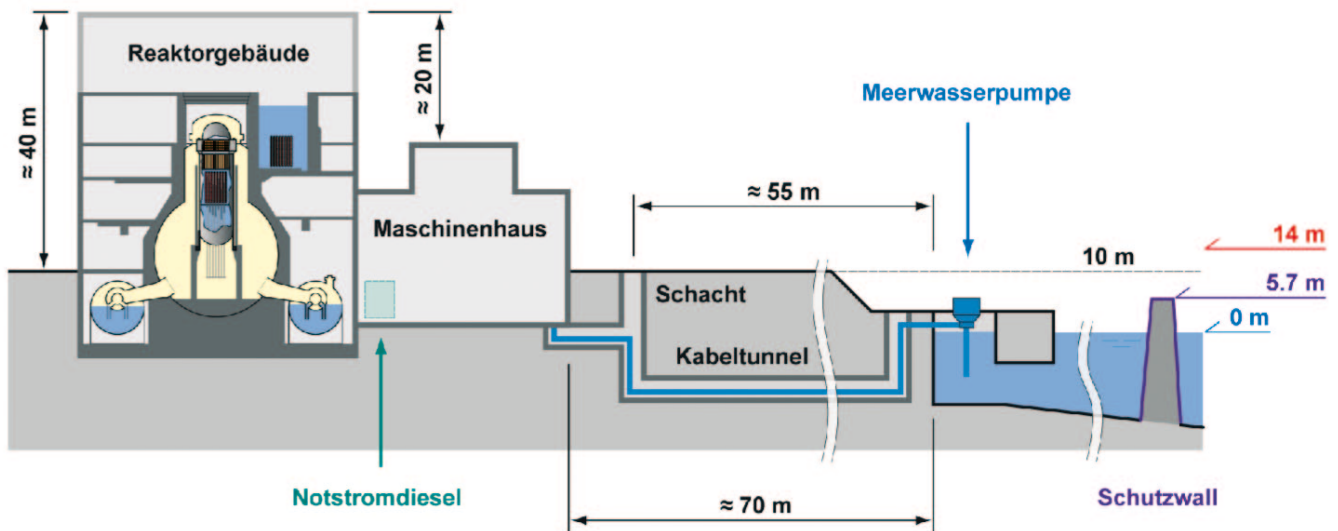 Reaktorgebäude
≈ 40 m
≈ 20 m
Meerwasserpumpe
≈ 55 m
Maschinenhaus
14 m
10 m
5.7 m
0 m
Schacht
Kabeltunnel
Notstromdiesel
≈ 70 m
Schutzwall